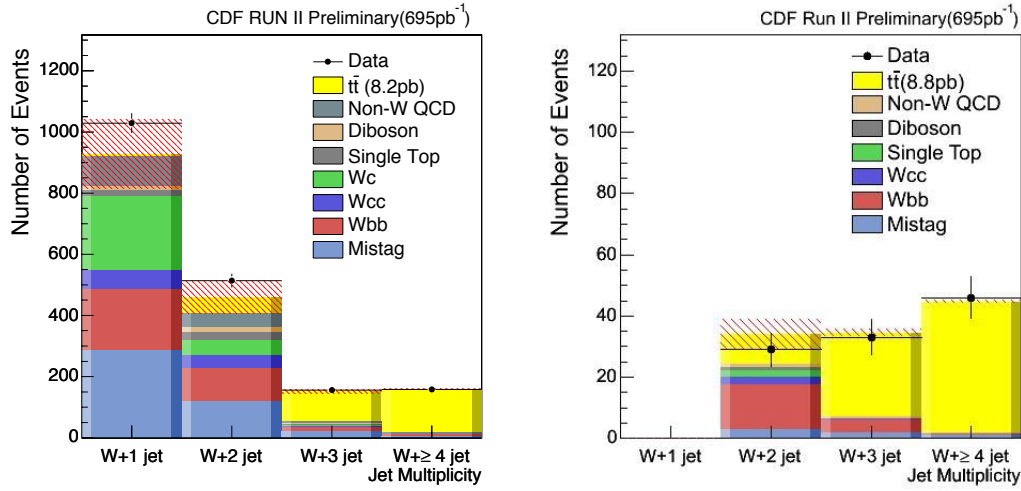 CDF RUN II Preliminary(695pb⁻¹)
Number of Events
1200
1000
800
600
400
200
0
Data
tt̄ (8.2pb)
Non-W QCD
Diboson
Single Top
Wc
Wcc
Wbb
Mistag
W+1 jet
W+2 jet
W+3 jet
W+≥ 4 jet
Jet Multiplicity
CDF Run II Preliminary(695pb⁻¹)
Number of Events
120
100
80
60
40
20
0
Data
tt̄(8.8pb)
Non-W QCD
Diboson
Single Top
Wcc
Wbb
Mistag
W+1 jet
W+2 jet
W+3 jet
W+≥ 4 jet
Jet Multiplicity